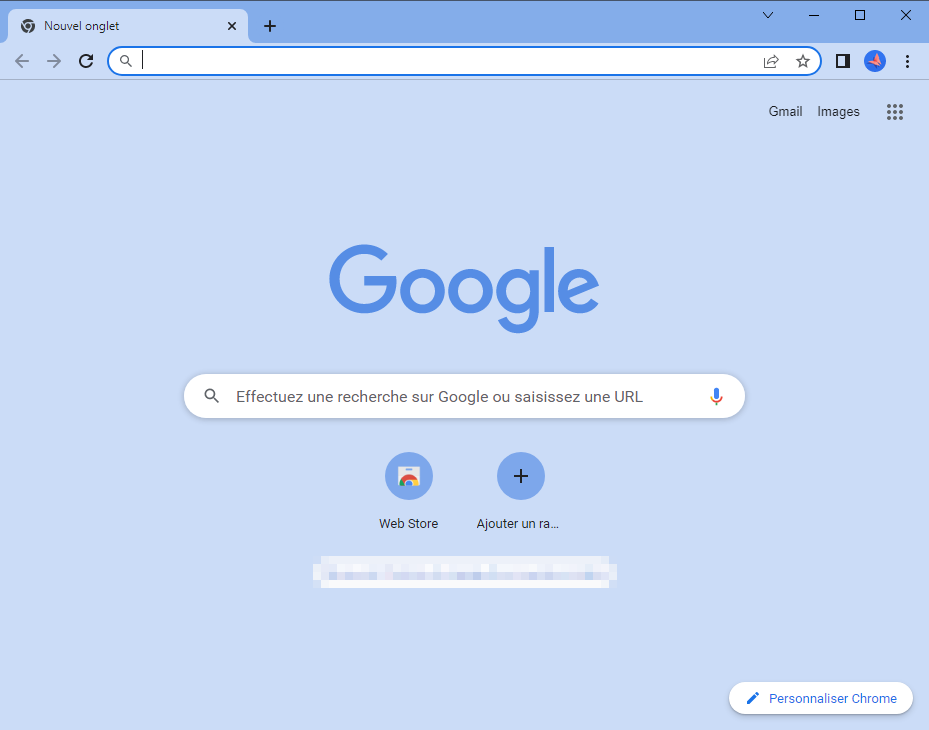 Nouvel onglet
Gmail Images
Google
Effectuez une recherche sur Google ou saisissez une URL
Web Store Ajouter un ra...
Personnaliser Chrome